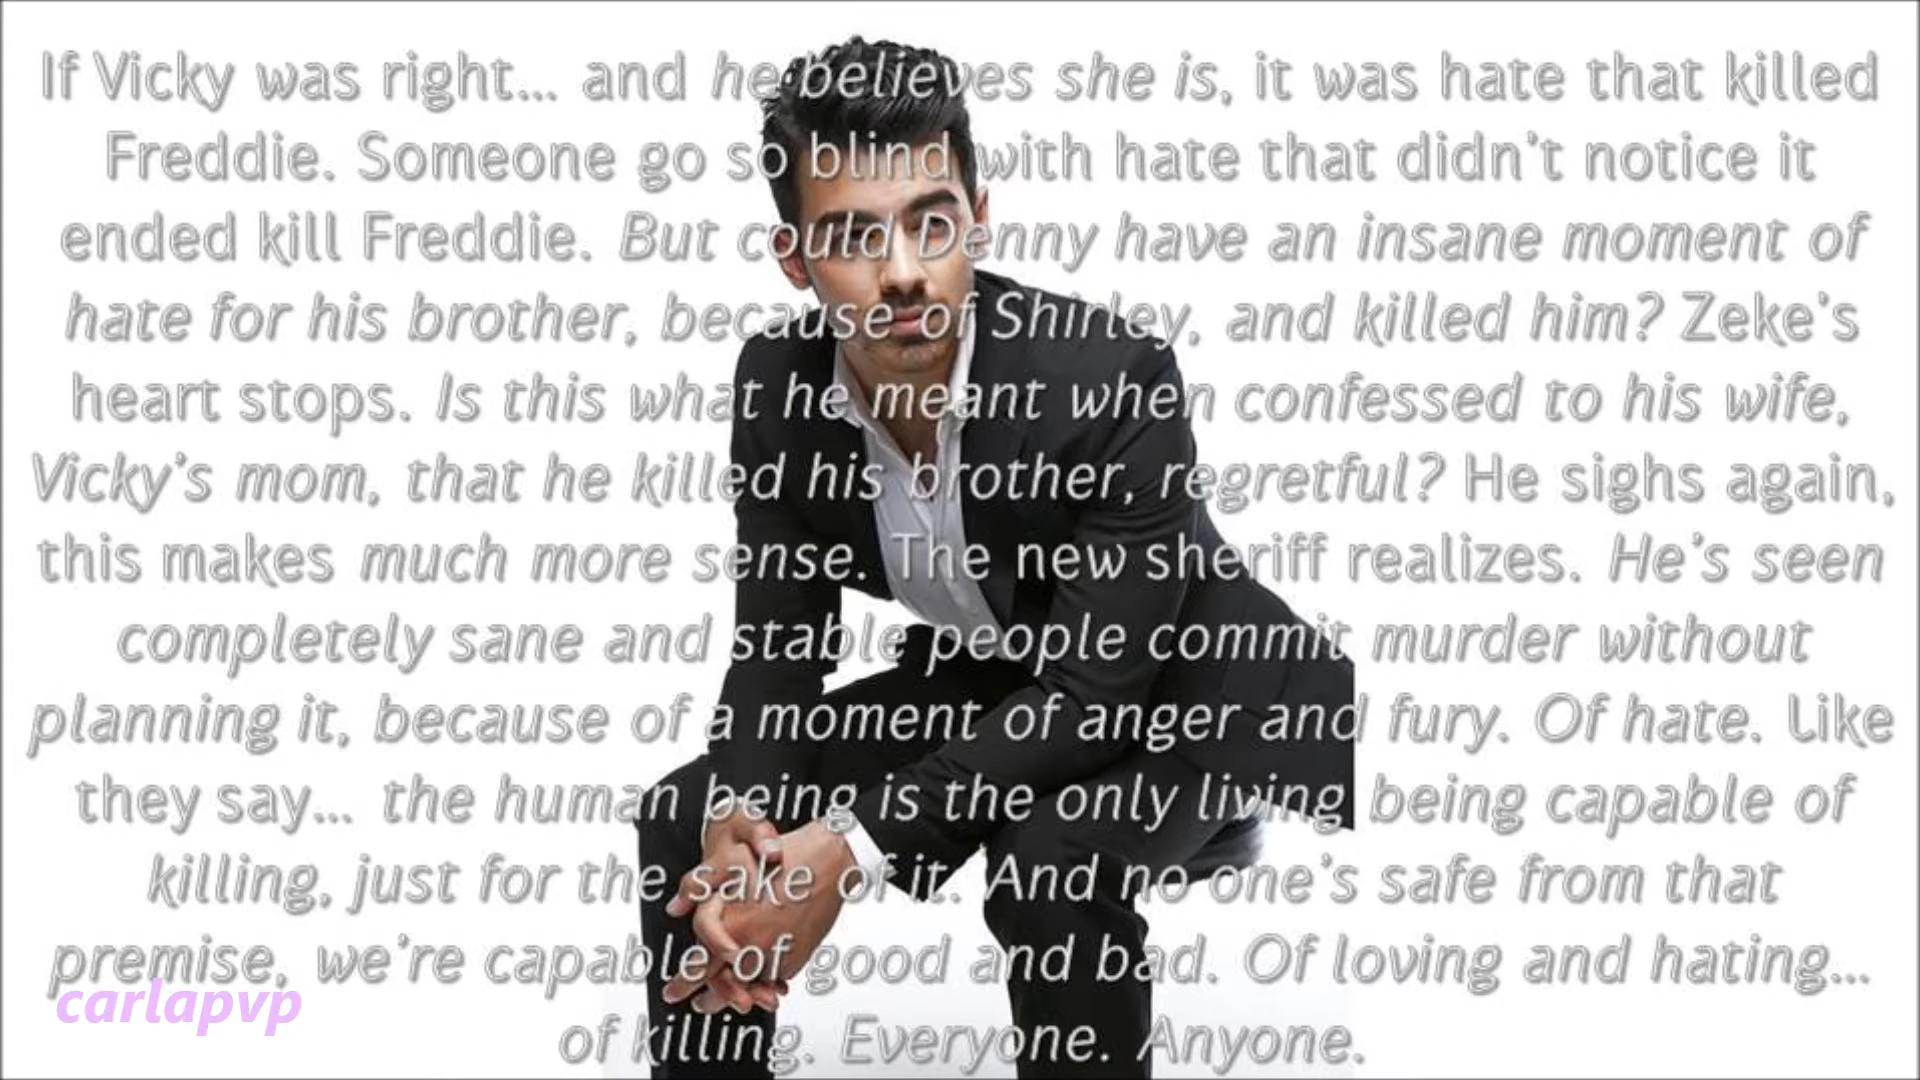 If Vicky was right... and he believes she is, it was hate that killed
Freddie. Someone go so blind with hate that didn't notice it
ended kill Freddie. But could Denny have an insane moment of
hate for his brother, because of Shirley, and killed him? Zeke's
heart stops. Is this what he meant when confessed to his wife,
Vicky's mom, that he killed his brother, regretful? He sighs again,
this makes much more sense. The new sheriff realizes. He's seen
completely sane and stable people commit murder without
planning it, because of a moment of anger and fury. Of hate. Like
they say... the human being is the only living being capable of
killing, just for the sake of it. And no one's safe from that
premise, we're capable of good and bad. Of loving and hating...
carlapvp
of killing. Everyone. Anyone.